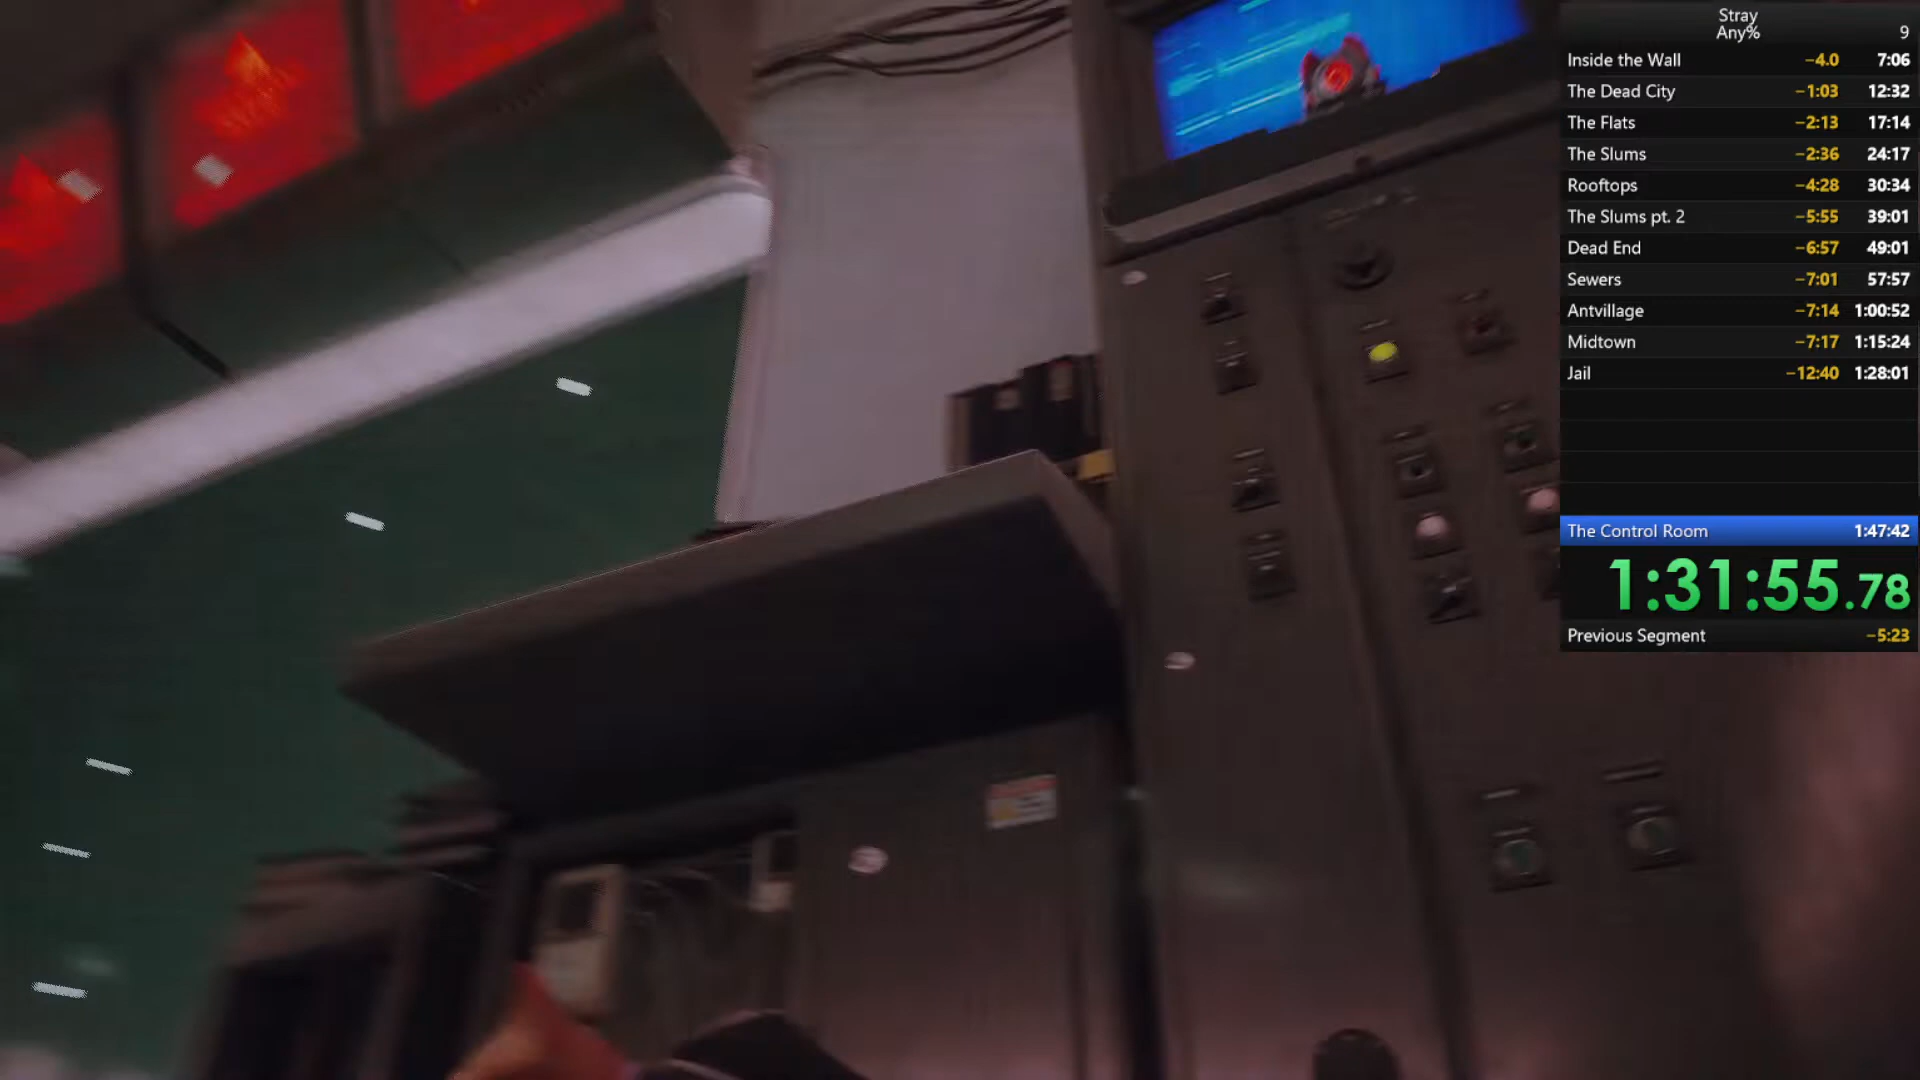 Stray
Any% 9
Inside the Wall −4.0 7:06
The Dead City −1:03 12:32
The Flats −2:13 17:14
The Slums −2:36 24:17
Rooftops −4:28 30:34
The Slums pt. 2 −5:55 39:01
Dead End −6:57 49:01
Sewers −7:01 57:57
Antvillage −7:14 1:00:52
Midtown −7:17 1:15:24
Jail −12:40 1:28:01
The Control Room 1:47:42
1:31:55.78
Previous Segment −5:23